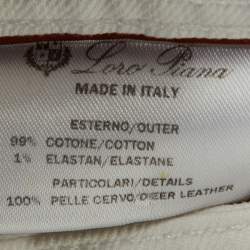 Loro Piana
MADE IN ITALY
ESTERNO/OUTER
99% COTONE/COTTON
1% ELASTAN/ELASTANE
PARTICOLARI/DETAILS
100% PELLE CERVO/DEER LEATHER